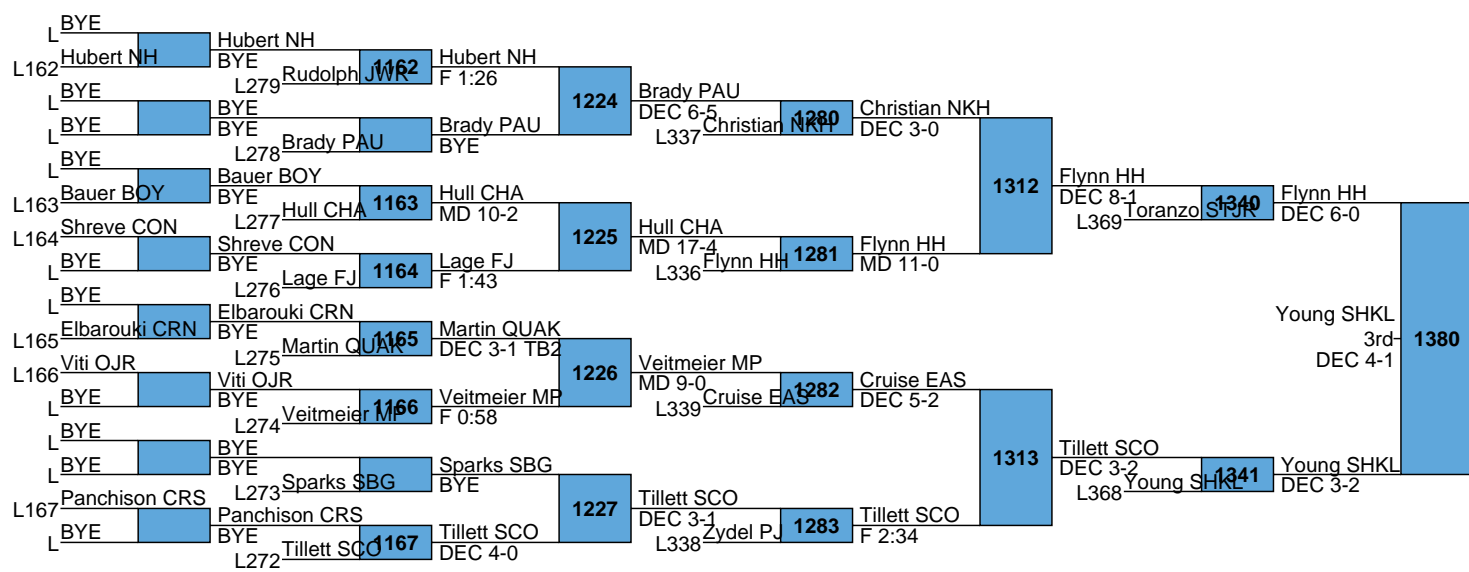 BYE
L
Hubert NH
L162
Hubert NH
BYE
Rudolph JWR
L279
1162
Hubert NH
F 1:26
BYE
L
BYE
L
BYE
BYE
Brady PAU
L278
Brady PAU
BYE
1224
Brady PAU
DEC 6-5
Christian NKH
L337
1280
Christian NKH
DEC 3-0
BYE
L
Bauer BOY
L163
Bauer BOY
BYE
Hull CHA
L277
1163
Hull CHA
MD 10-2
Shreve CON
L164
BYE
L
Shreve CON
BYE
Lage FJ
L276
1164
Lage FJ
F 1:43
1225
Hull CHA
MD 17-4
Flynn HH
L336
1281
Flynn HH
MD 11-0
1312
Flynn HH
DEC 8-1
Toranzo STJR
L369
1340
Flynn HH
DEC 6-0
BYE
L
Elbarouki CRN
L165
Elbarouki CRN
BYE
Martin QUAK
L275
1165
Martin QUAK
DEC 3-1 TB2
Viti OJR
L166
BYE
L
Viti OJR
BYE
Veitmeier MP
L274
1166
Veitmeier MP
F 0:58
1226
Veitmeier MP
MD 9-0
Cruise EAS
L339
1282
Cruise EAS
DEC 5-2
BYE
L
BYE
L
BYE
BYE
Sparks SBG
L273
Sparks SBG
BYE
Panchison CRS
L167
BYE
L
Panchison CRS
BYE
Tillett SCO
L272
1167
Tillett SCO
DEC 4-0
1227
Tillett SCO
DEC 3-1
Zydel PJ
L338
1283
Tillett SCO
F 2:34
1313
Tillett SCO
DEC 3-2
Young SHKL
L368
1341
Young SHKL
DEC 3-2
Young SHKL
3rd
DEC 4-1
1380